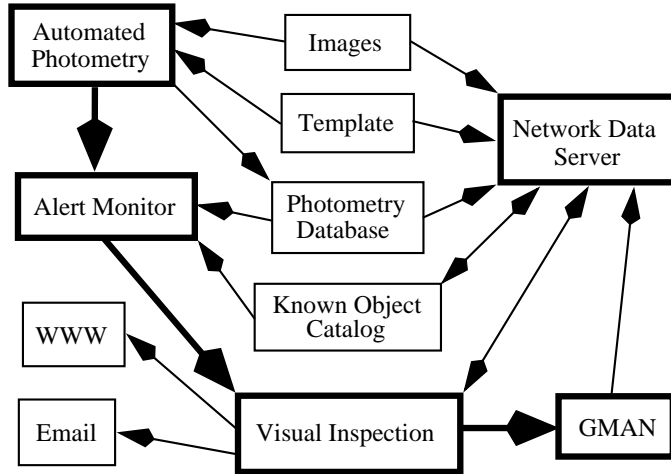 Automated
Photometry
Images
Template
Network Data
Server
Alert Monitor
Photometry
Database
Known Object
Catalog
WWW
Email
Visual Inspection
GMAN